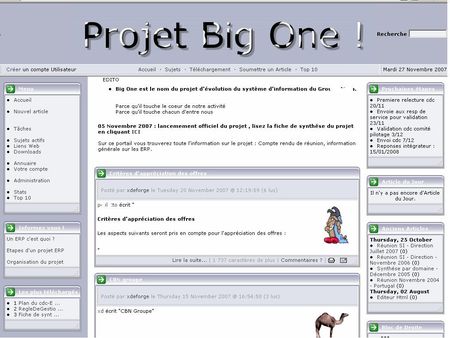 Projet Big One !
Recherche
Créer un compte Utilisateur
Accueil · Sujets · Téléchargement · Soumettre un Article · Top 10
Mardi 27 Novembre 2007
Menu
Accueil
Nouvel article
Tâches
Sujets actifs
Liens Web
Downloads
Annuaire
Votre compte
Administration
Stats
Top 10
Informez vous !
Un ERP c'est quoi ?
Etapes d'un projet ERP
Organisation du projet
Les plus téléchargés
1 Plan du cdc-E ...
2 RegleDeGestio ...
3 Fiche de synt ...
EDITO
Big One est le nom du projet d'évolution du système d'information du Grou
Parce qu'il touche le coeur de notre activité
Parce qu'il touche chacun d'entre nous
05 Novembre 2007 : lancement officiel du projet , lisez la fiche de synthèse du projet
en cliquant ICI
Sur ce portail vous trouverez toute l'information sur le projet : Compte rendu de réunion, information
générale sur les ERP.
Critères d'appréciation des offres
Posté par xdeforge le Tuesday 20 November 2007 @ 12:19:59 (6 lus)
écrit "
Critères d'appréciation des offres
Les aspects suivants seront pris en compte pour l'appréciation des offres :
Lire la suite... | 3 737 caractères de plus | Commentaires ? |
CBN groupe
Posté par xdeforge le Thursday 15 November 2007 @ 16:54:50 (3 lus)
écrit "CBN Groupe"
Prochaines étapes
Premiere relecture cdc
20/11
Envoie aux resp de
service pour validation
23/11
Validation cdc comité
pilotage 3/12
Envoi cdc 7/12
Reponses intégrateur :
15/01/2008
Article du Jour
Il n'y a pas encore d'Article
du Jour.
Anciens Articles
Thursday, 25 October
Réunion SI - Direction -
Juillet 2007 (0)
Réunion SI - Direction -
Novembre 2006 (0)
Synthèse par domaine -
Décembre 2005 (0)
Réunion Novembre 2004
- Portugal (0)
Thursday, 02 August
Editeur Html (0)
Bloc de Droite